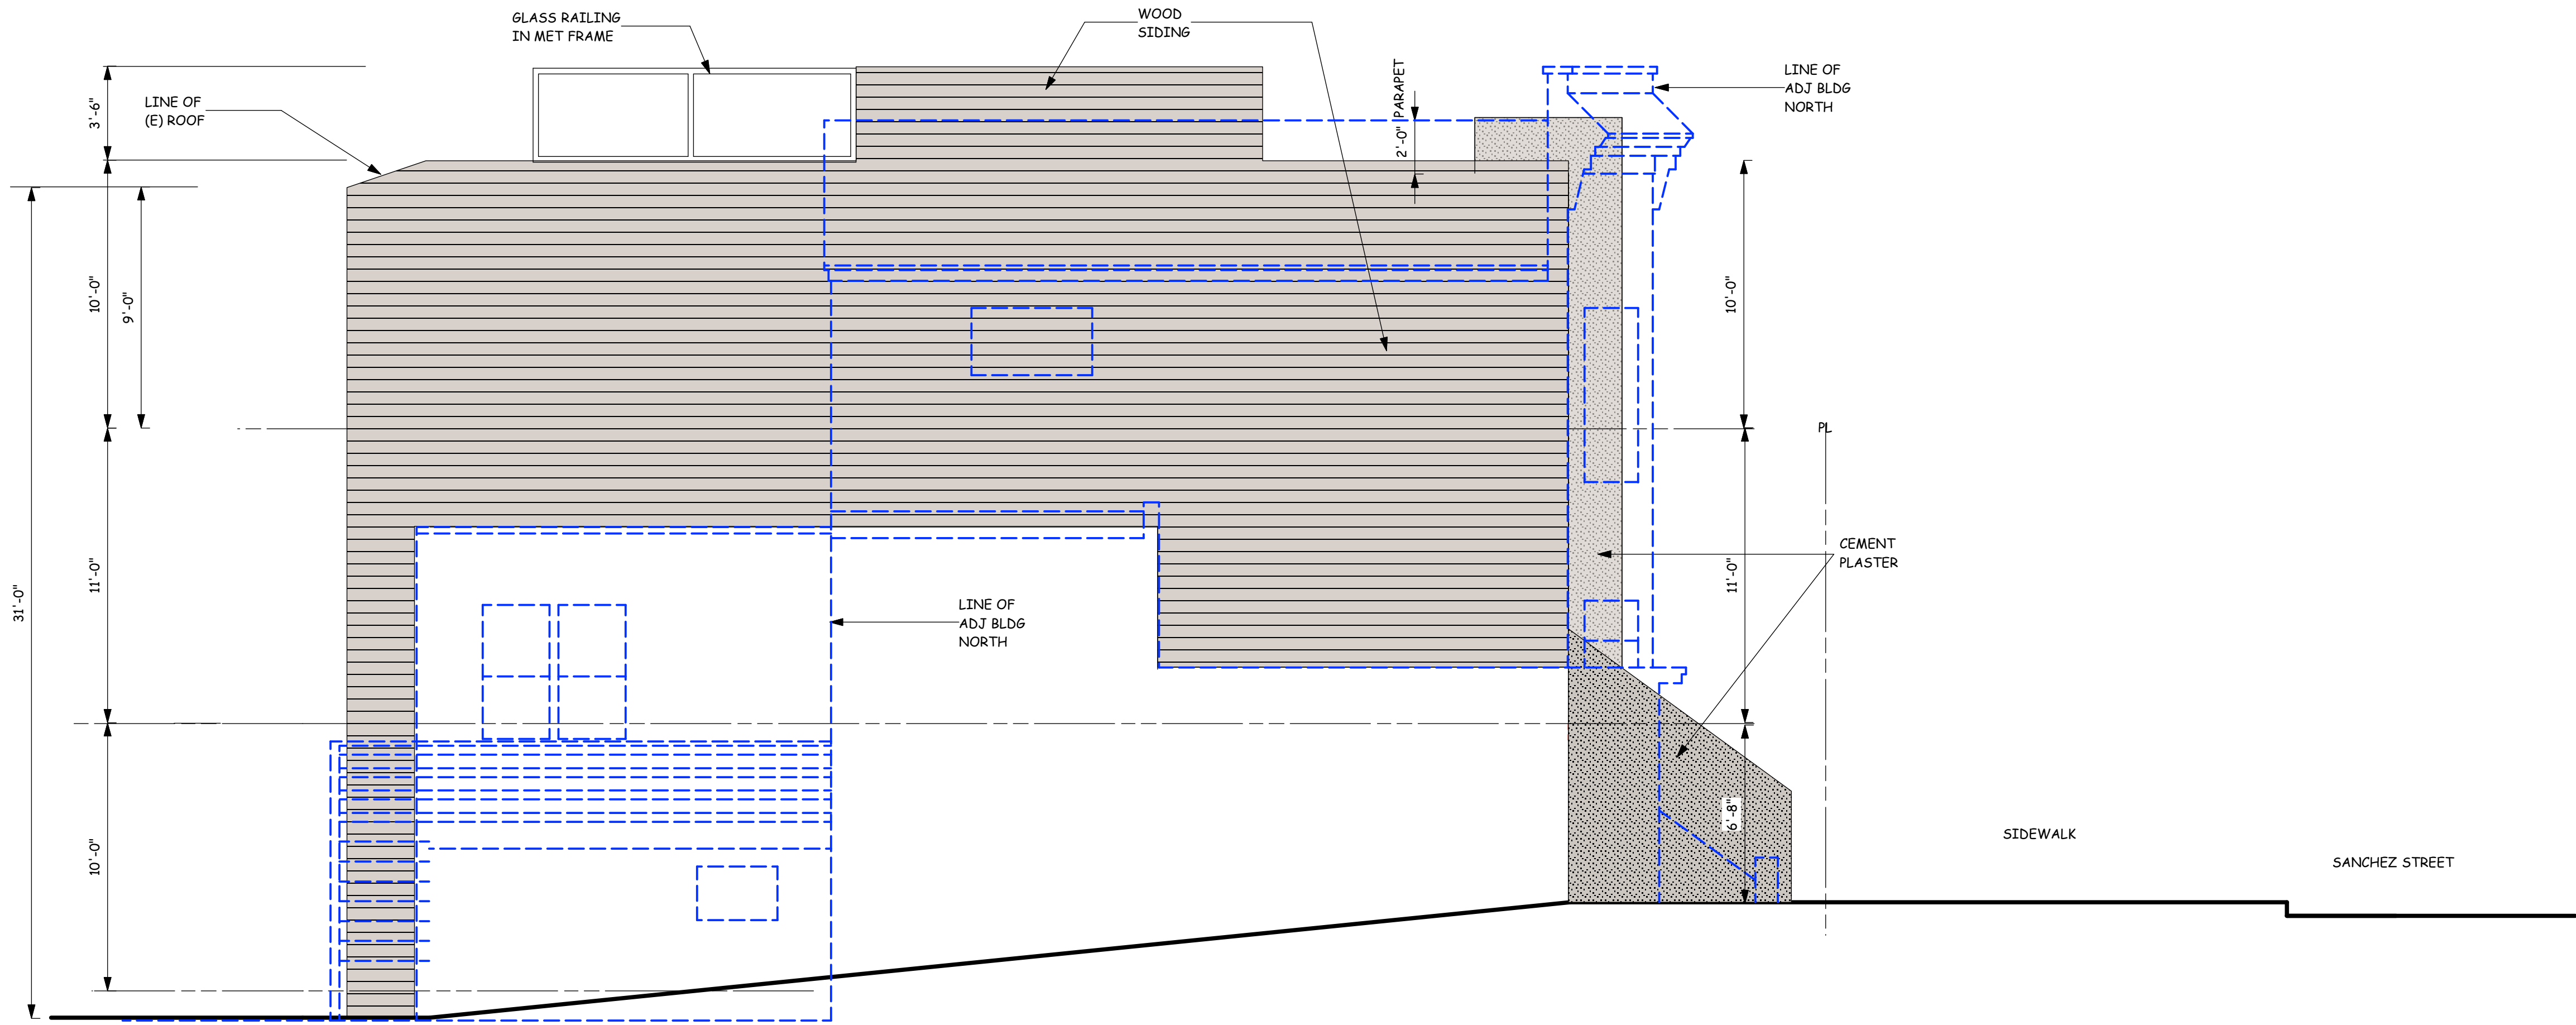 GLASS RAILING
IN MET FRAME
WOOD
SIDING
LINE OF
ADJ BLDG
NORTH
LINE OF
(E) ROOF
3'-6"
2'-0" PARAPET
10'-0"
9'-0"
10'-0"
PL
CEMENT
PLASTER
31'-0"
11'-0"
11'-0"
LINE OF
ADJ BLDG
NORTH
10'-0"
6'-8"
SIDEWALK
SANCHEZ STREET